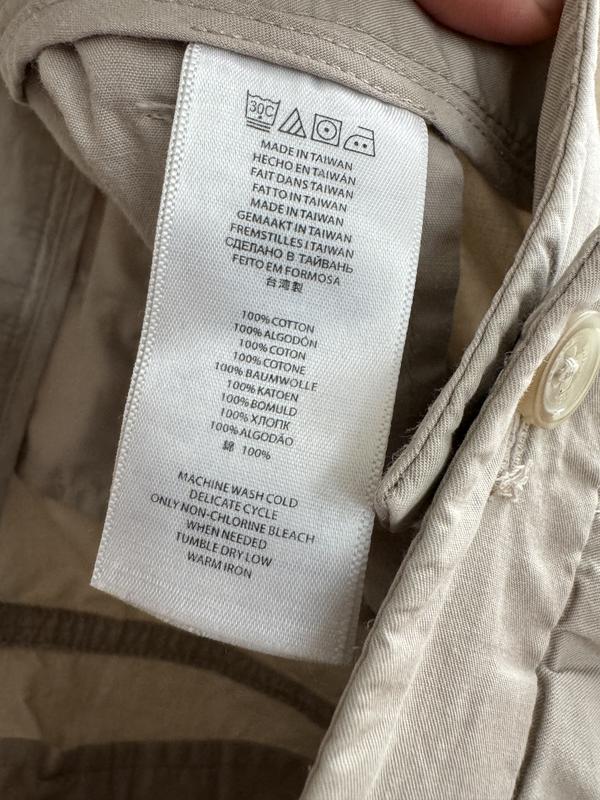 30C
MADE IN TAIWAN
HECHO EN TAIWÁN
FAIT DANS TAIWAN
FATTO IN TAIWAN
MADE IN TAIWAN
GEMAAKT IN TAIWAN
FREMSTILLES I TAIWAN
СДЕЛАНО В ТАЙВАНЬ
FEITO EM FORMOSA
台湾製
100% COTTON
100% ALGODÓN
100% COTON
100% COTONE
100% BAUMWOLLE
100% KATOEN
100% BOMULD
100% ХЛОПК
100% ALGODÃO
綿 100%
MACHINE WASH COLD
DELICATE CYCLE
ONLY NON-CHLORINE BLEACH
WHEN NEEDED
TUMBLE DRY LOW
WARM IRON